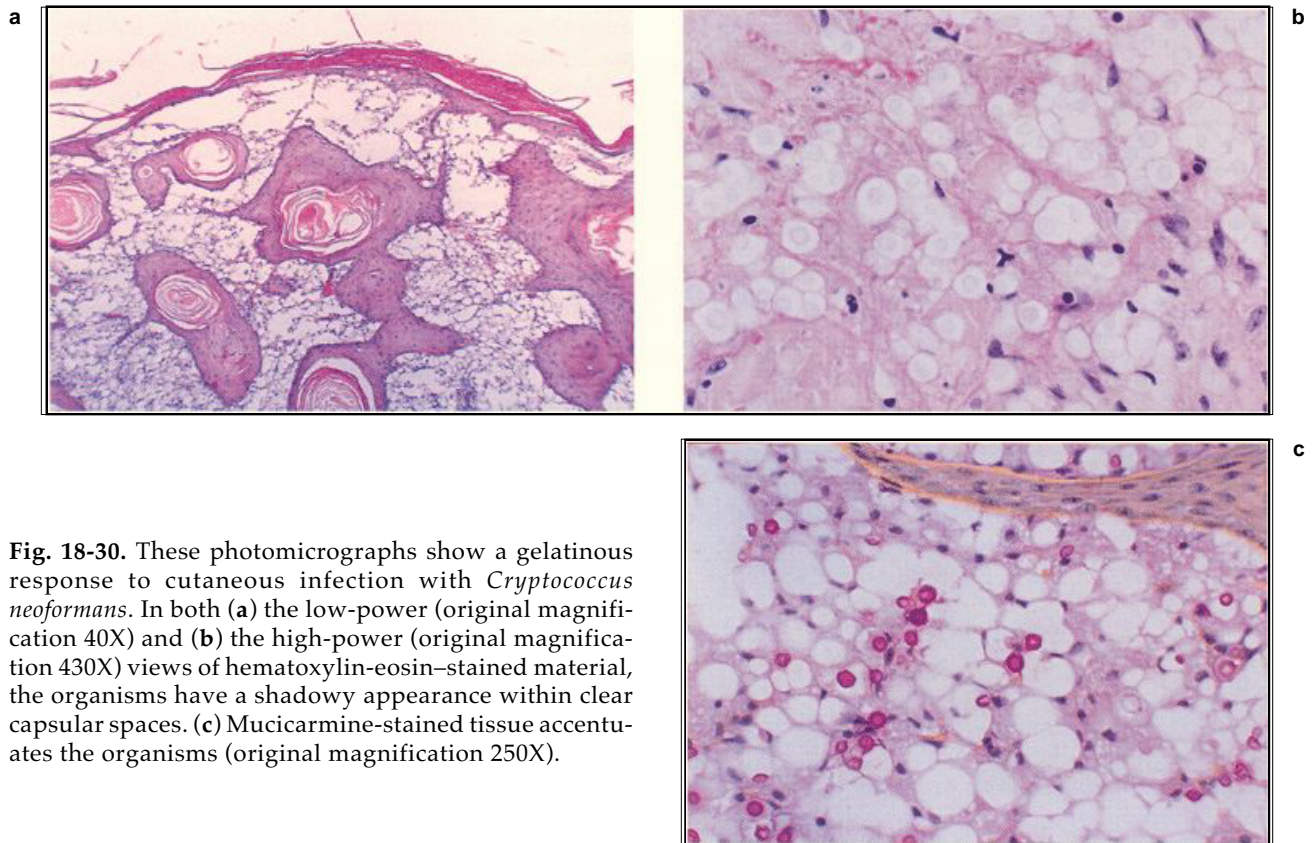 a
b
c
Fig. 18-30. These photomicrographs show a gelatinous
response to cutaneous infection with Cryptococcus
neoformans. In both (a) the low-power (original magnifi-
cation 40X) and (b) the high-power (original magnifica-
tion 430X) views of hematoxylin-eosin–stained material,
the organisms have a shadowy appearance within clear
capsular spaces. (c) Mucicarmine-stained tissue accentu-
ates the organisms (original magnification 250X).